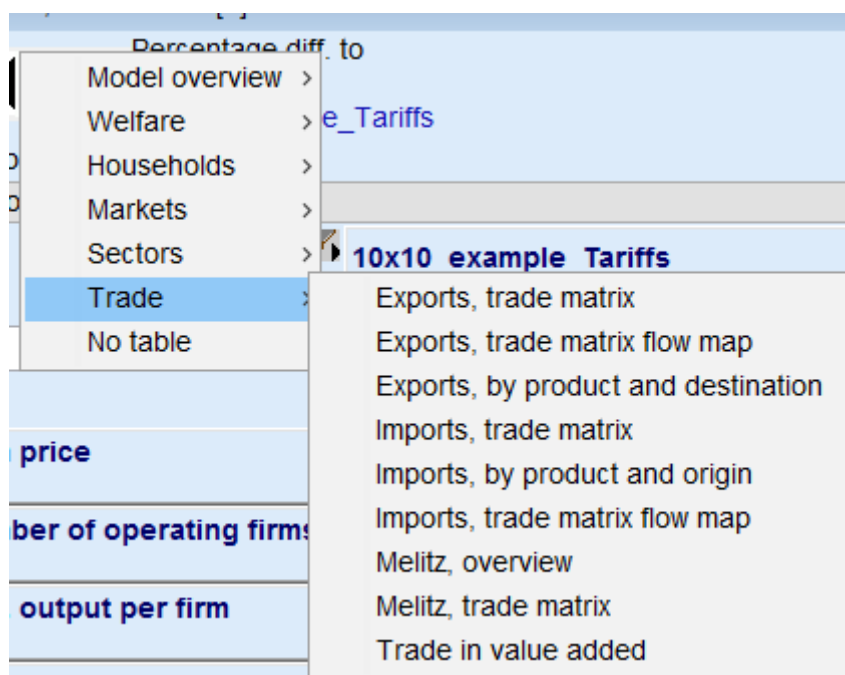 Percentage diff. to
Model overview
Welfare
e_Tariffs
Households
Markets
Sectors
10x10 example Tariffs
Trade
Exports, trade matrix
No table
Exports, trade matrix flow map
Exports, by product and destination
Imports, trade matrix
price
Imports, by product and origin
Imports, trade matrix flow map
ber of operating firms
Melitz, overview
output per firm
Melitz, trade matrix
Trade in value added